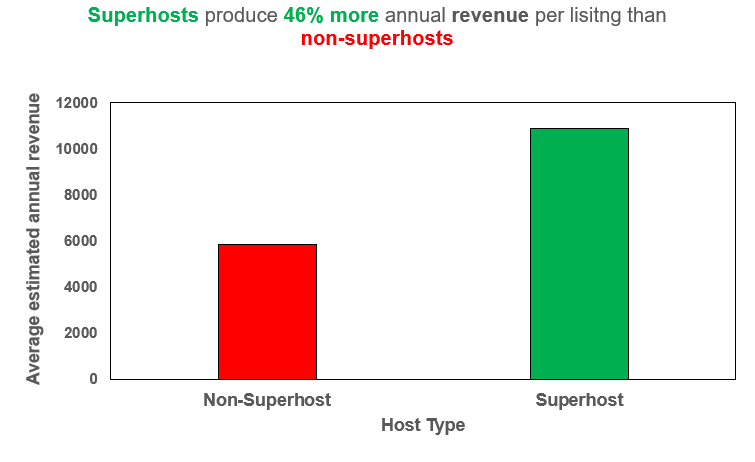 Superhosts produce 46% more annual revenue per lisitng than
non-superhosts
Average estimated annual revenue
12000
10000
8000
6000
4000
2000
0
Non-Superhost Superhost
Host Type